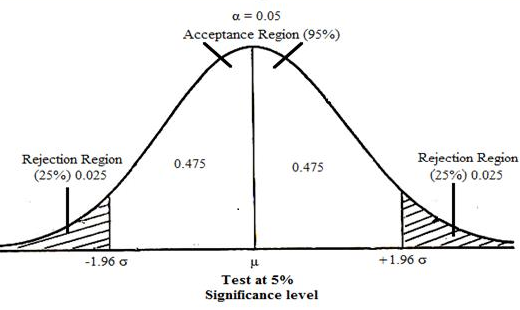 α = 0.05
Acceptance Region (95%)
Rejection Region
(25%) 0.025
0.475
0.475
Rejection Region
(25%) 0.025
-1.96 σ
μ
+1.96 σ
Test at 5%
Significance level